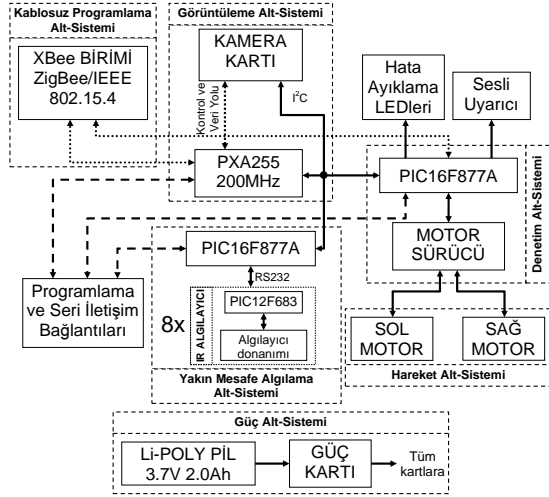 Kablosuz Programlama
Alt-Sistemi
XBee BİRİMİ
ZigBee/IEEE
802.15.4
Görüntüleme Alt-Sistemi
KAMERA
KARTI
Kontrol ve
Veri Yolu
I²C
PXA255
200MHz
Hata
Ayıklama
LEDleri
Sesli
Uyarıcı
PIC16F877A
MOTOR
SÜRÜCÜ
Denetim Alt-Sistemi
SOL
MOTOR
SAĞ
MOTOR
Hareket Alt-Sistemi
Programlama
ve Seri İletişim
Bağlantıları
PIC16F877A
RS232
8x
IR ALGILAYICI
PIC12F683
Algılayıcı
donanımı
Yakın Mesafe Algılama
Alt-Sistemi
Güç Alt-Sistemi
Li-POLY PİL
3.7V 2.0Ah
GÜÇ
KARTI
Tüm
kartlara